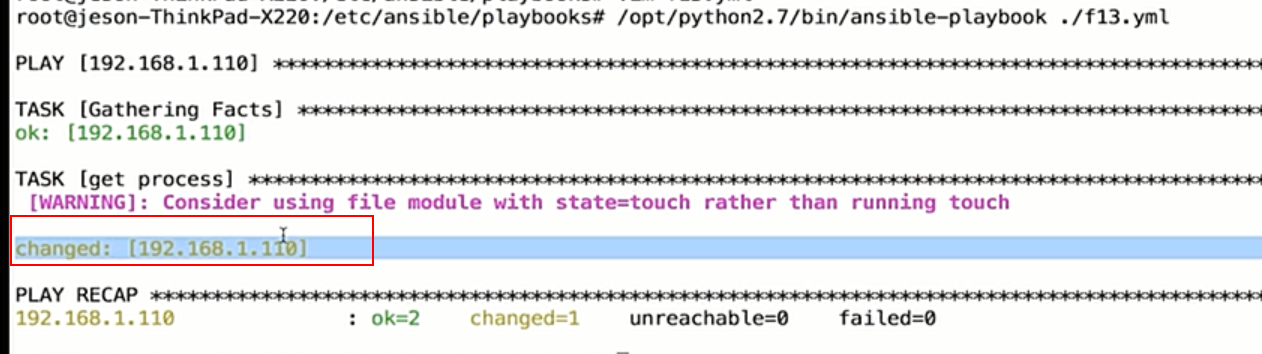 root@jeson-ThinkPad-X220:/etc/ansible/playbooks# /opt/python2.7/bin/ansible-playbook ./f13.yml
PLAY [192.168.1.110] ****************************************************************************
TASK [Gathering Facts] **************************************************************************
ok: [192.168.1.110]
TASK [get process] ******************************************************************************
[WARNING]: Consider using file module with state=touch rather than running touch
changed: [192.168.1.110]
PLAY RECAP **************************************************************************************
192.168.1.110 : ok=2 changed=1 unreachable=0 failed=0